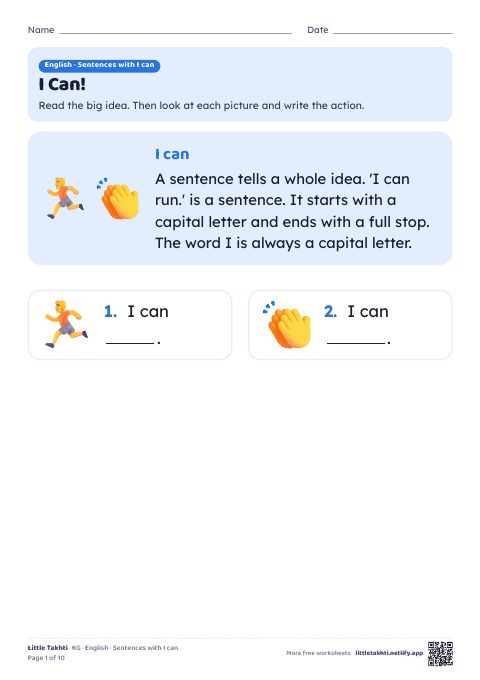 Name
Date
English · Sentences with I can
I Can!
Read the big idea. Then look at each picture and write the action.
I can
A sentence tells a whole idea. 'I can
run.' is a sentence. It starts with a
capital letter and ends with a full stop.
The word I is always a capital letter.
1. I can
______.
2. I can
_______.
Little Takhti · KG · English · Sentences with I can
Page 1 of 10
More free worksheets littletakhti.netlify.app